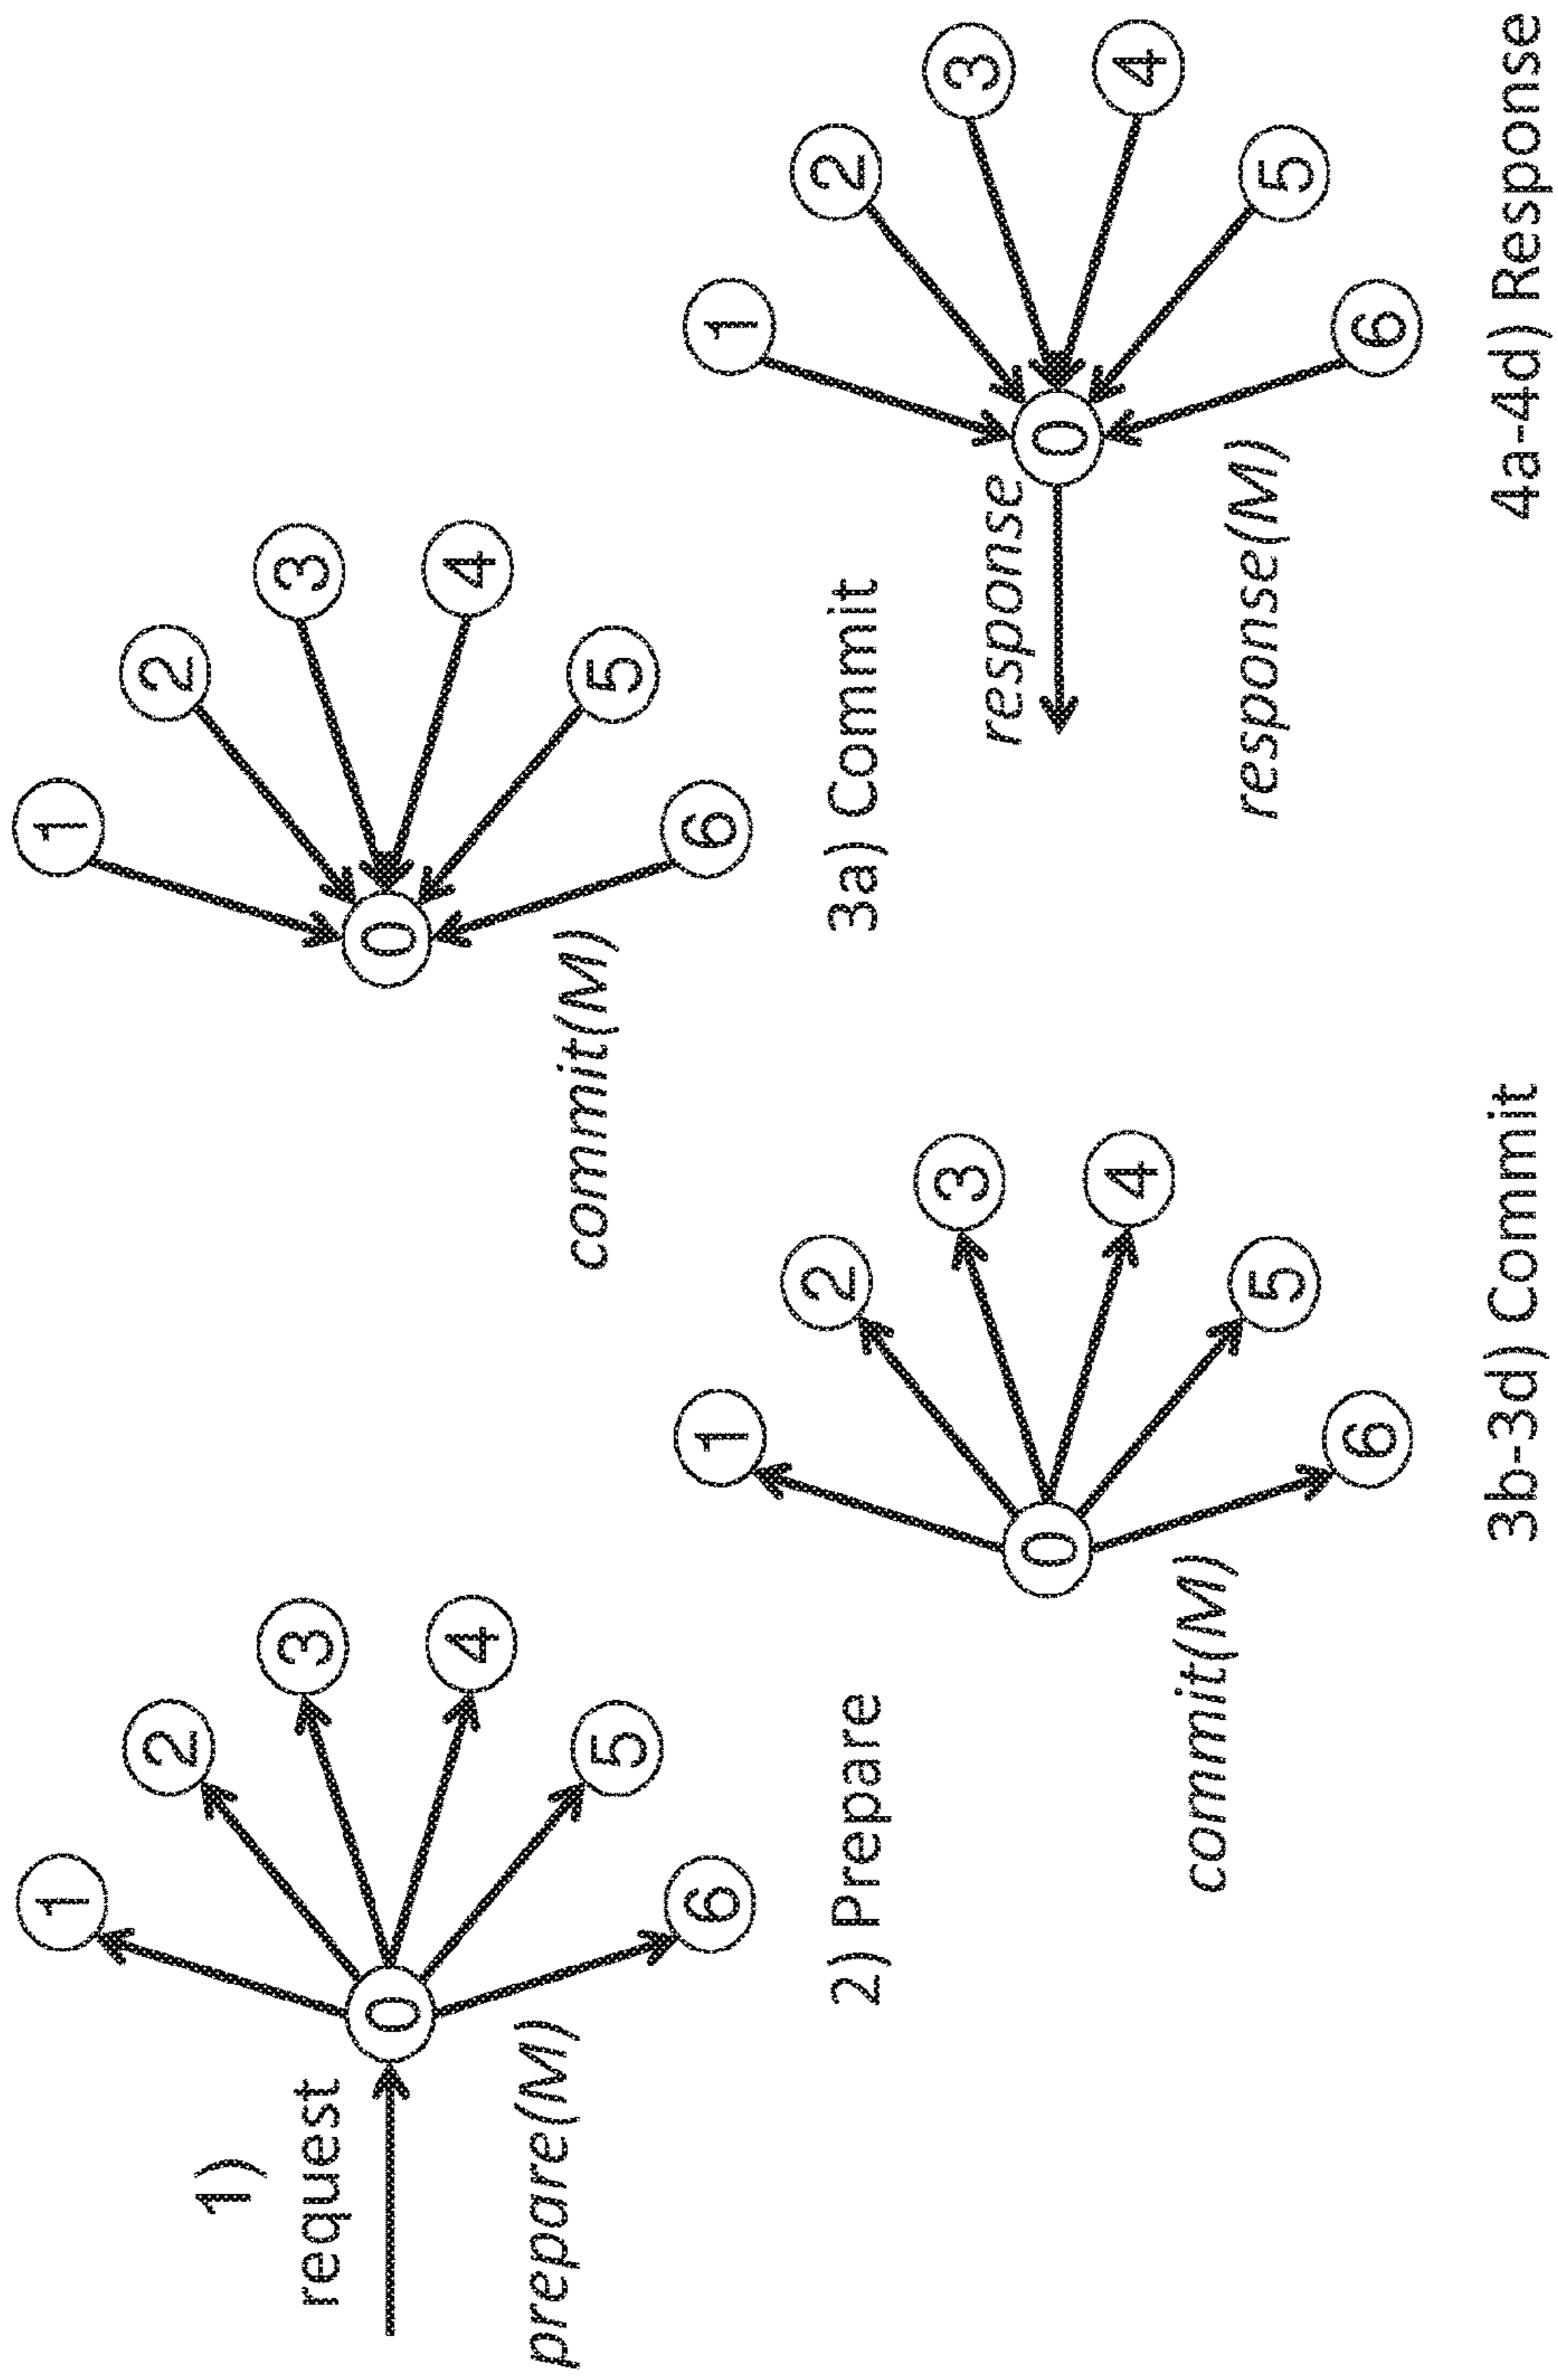 1)
request
0
1
2
3
4
5
6
prepare(M)
2) Prepare
0
1
2
3
4
5
6
commit(M)
3a) Commit
0
1
2
3
4
5
6
commit(M)
3b-3d) Commit
response
0
1
2
3
4
5
6
response(M)
4a-4d) Response